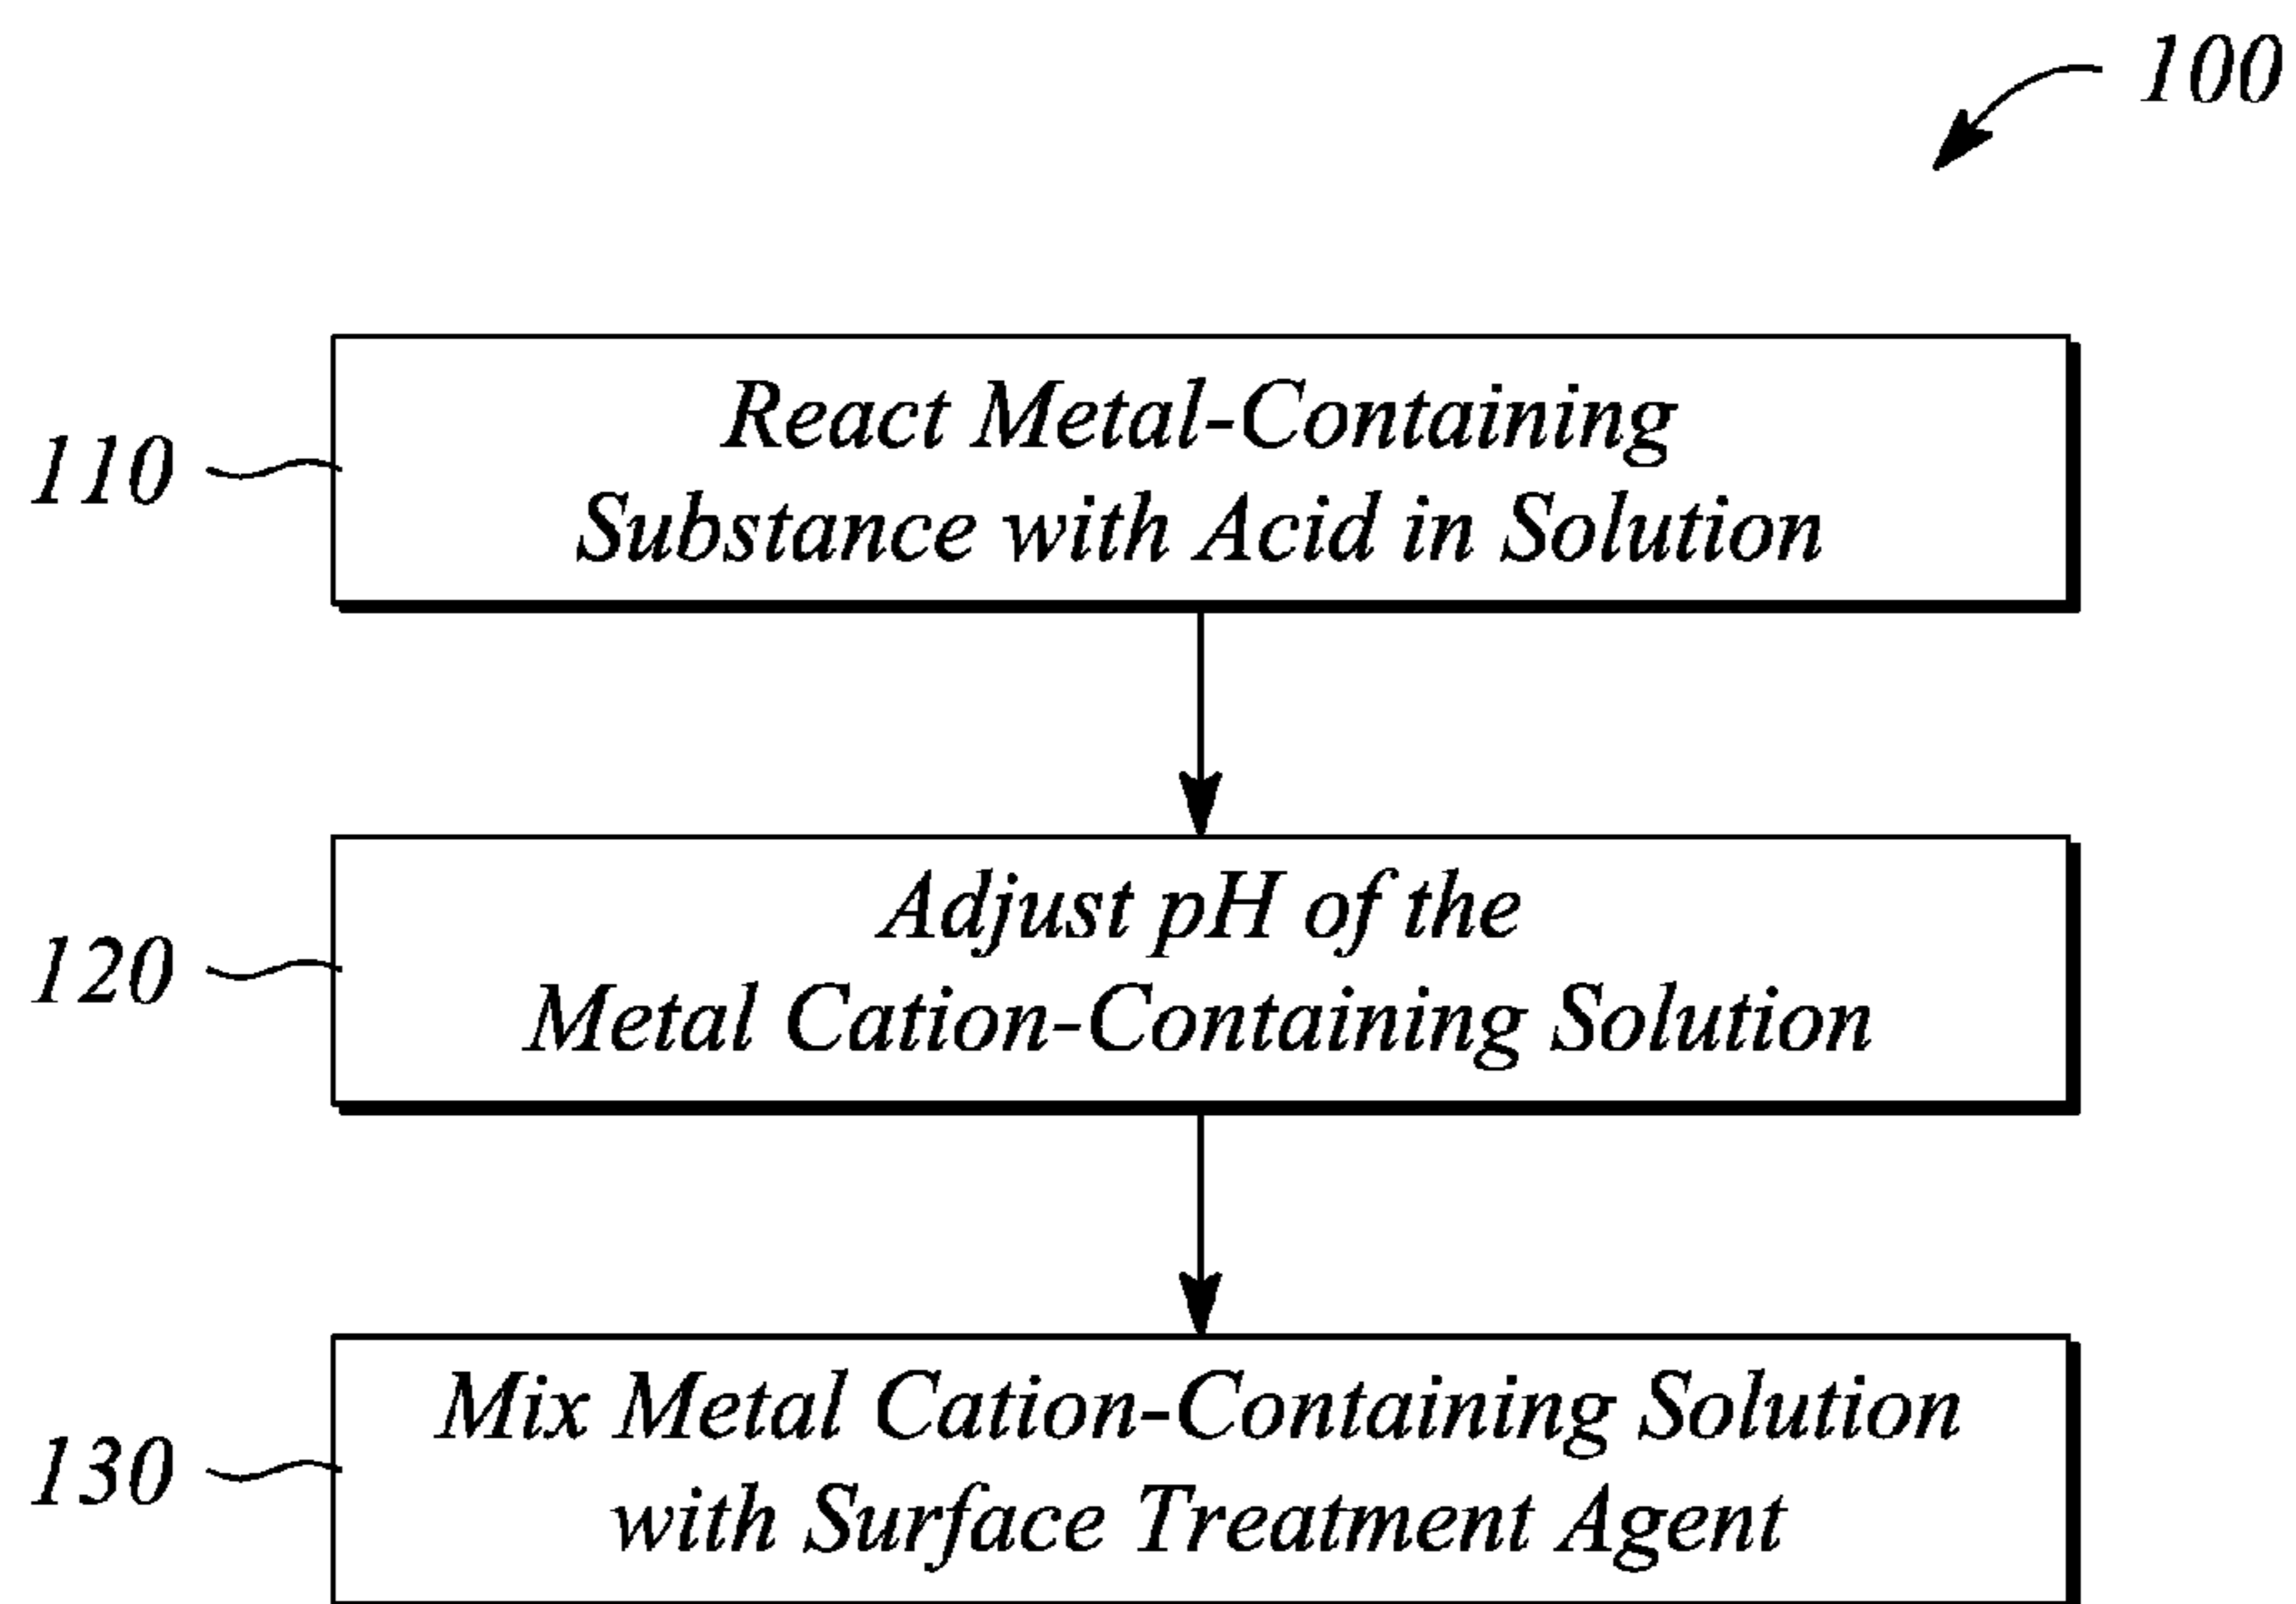 100
110
React Metal-Containing
Substance with Acid in Solution
120
Adjust pH of the
Metal Cation-Containing Solution
130
Mix Metal Cation-Containing Solution
with Surface Treatment Agent